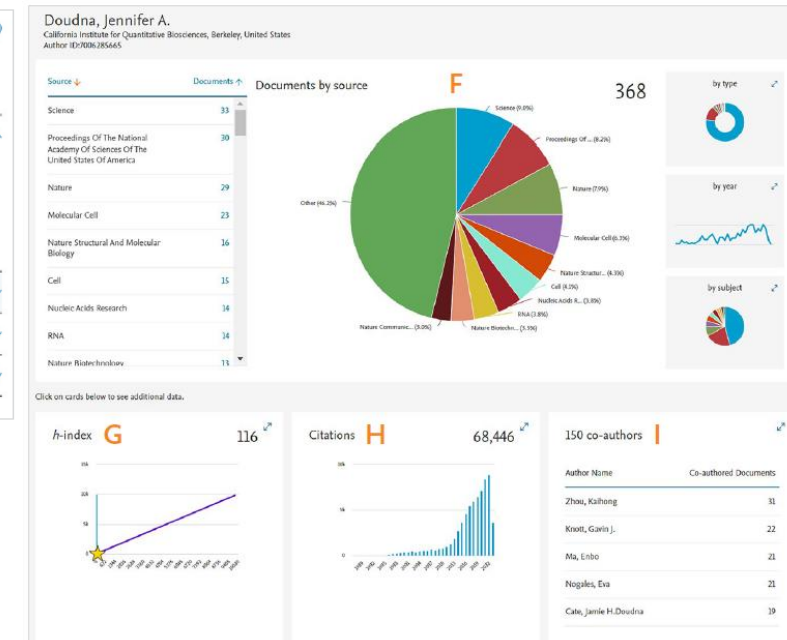 Doudna, Jennifer A.
California Institute for Quantitative Biosciences, Berkeley, United States
Author ID:7006285665
Source
Documents
Science 33
Proceedings Of The National
Academy Of Sciences Of The
United States Of America
30
Nature 29
Molecular Cell 23
Nature Structural And Molecular
Biology
16
Cell 15
Nucleic Acids Research 14
RNA 14
Nature Biotechnology 13
Documents by source
F
368
Science (9.0%)
Proceedings Of ... (8.2%)
Nature (7.9%)
Molecular Cell (6.3%)
Nature Structur... (4.3%)
Cell (4.1%)
Nucleic Acids R... (3.8%)
RNA (3.8%)
Nature Biotechn... (3.5%)
Nature Communic... (3.0%)
Other (46.2%)
by type
by year
by subject
Click on cards below to see additional data.
h-index G 116
Citations H 68,446
150 co-authors I
Author Name Co-authored Documents
Zhou, Kaihong 31
Knott, Gavin J. 22
Ma, Enbo 21
Nogales, Eva 21
Cate, Jamie H.Doudna 19